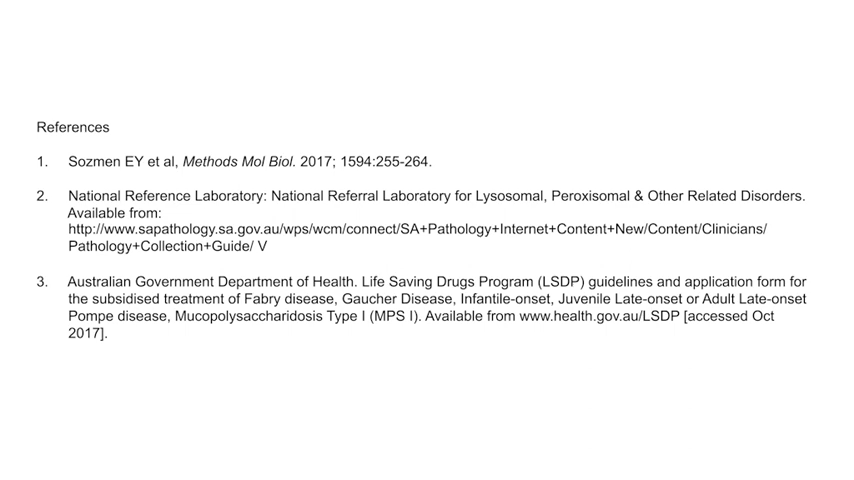 References
1. Sozmen EY et al, Methods Mol Biol. 2017; 1594:255-264.
2. National Reference Laboratory: National Referral Laboratory for Lysosomal, Peroxisomal & Other Related Disorders.
Available from:
http://www.sapathology.sa.gov.au/wps/wcm/connect/SA+Pathology+Internet+Content+New/Content/Clinicians/
Pathology+Collection+Guide/ V
3. Australian Government Department of Health. Life Saving Drugs Program (LSDP) guidelines and application form for
the subsidised treatment of Fabry disease, Gaucher Disease, Infantile-onset, Juvenile Late-onset or Adult Late-onset
Pompe disease, Mucopolysaccharidosis Type I (MPS I). Available from www.health.gov.au/LSDP [accessed Oct
2017].